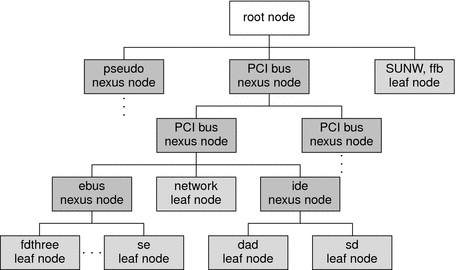 root node
pseudo
nexus node
PCI bus
nexus node
SUNW, ffb
leaf node
PCI bus
nexus node
PCI bus
nexus node
ebus
nexus node
network
leaf node
ide
nexus node
fdthree
leaf node
se
leaf node
dad
leaf node
sd
leaf node